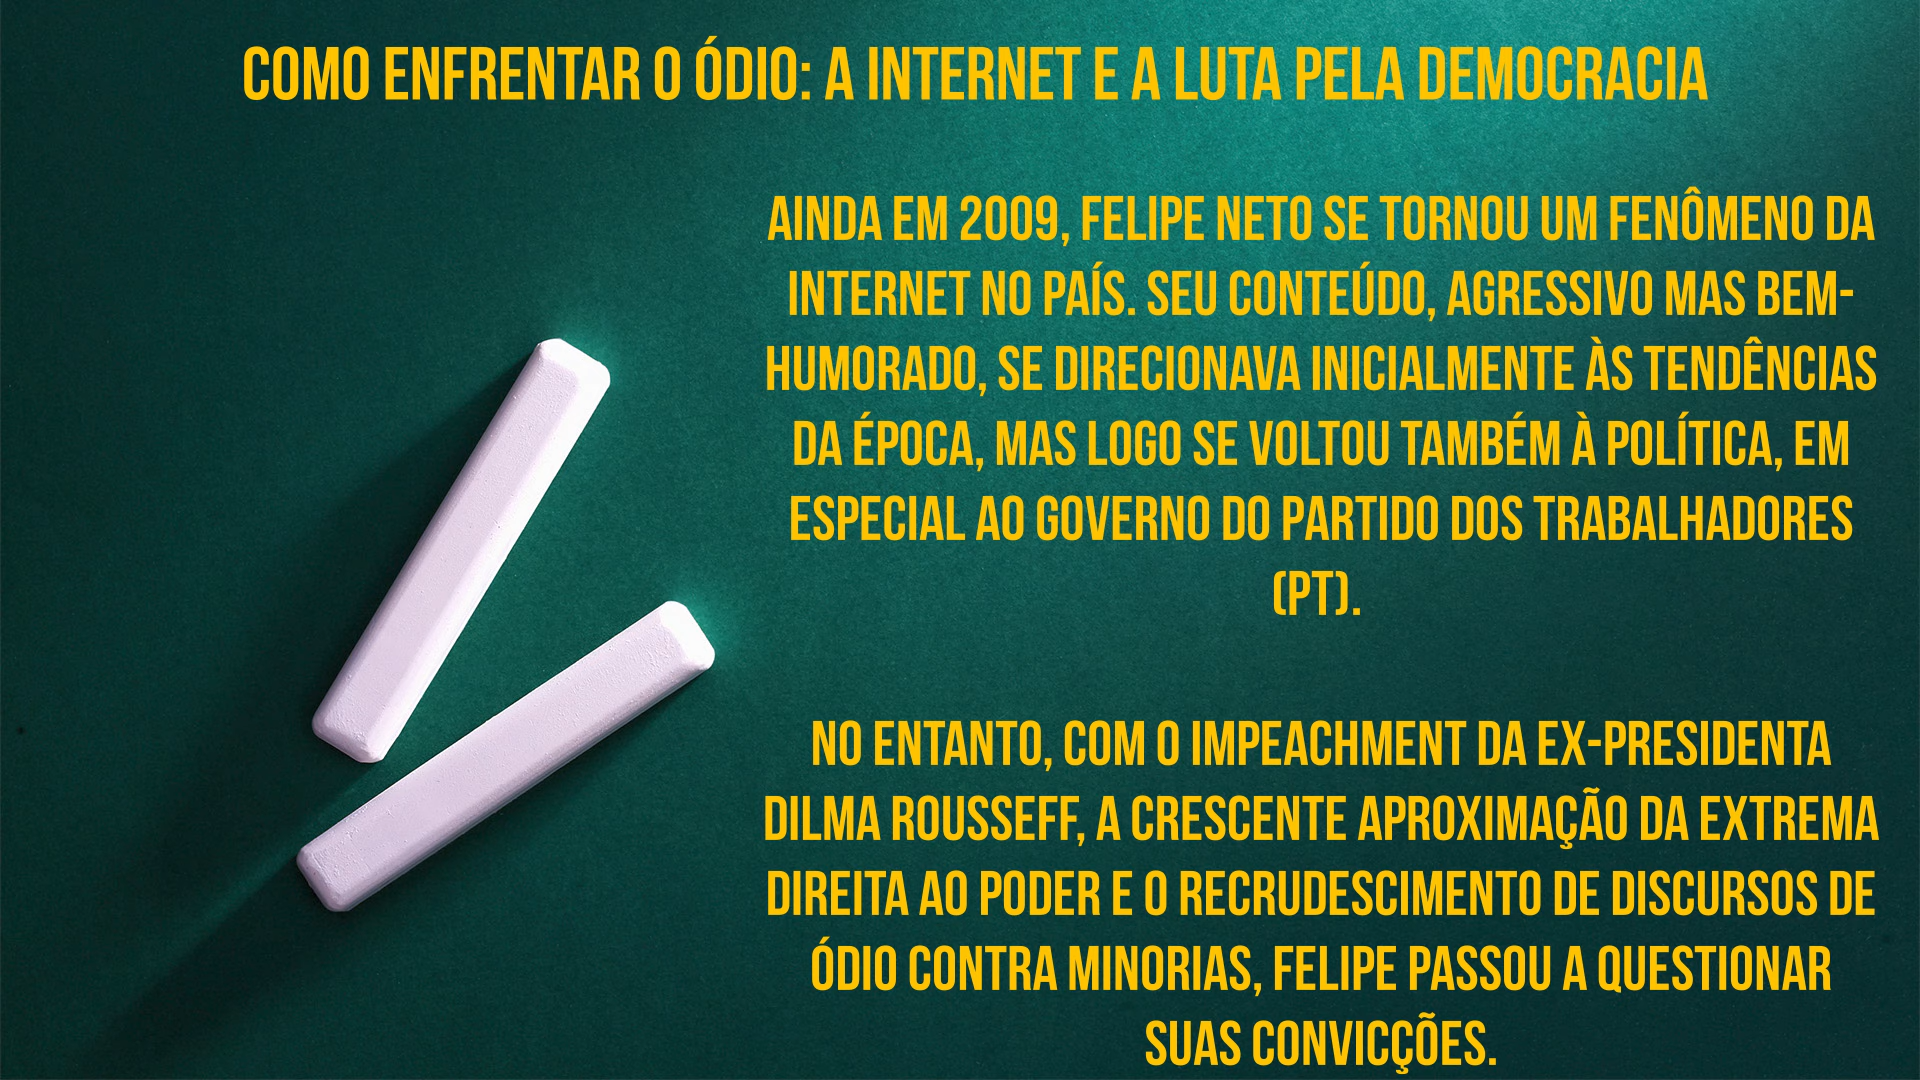 COMO ENFRENTAR O ÓDIO: A INTERNET E A LUTA PELA DEMOCRACIA
AINDA EM 2009, FELIPE NETO SE TORNOU UM FENÔMENO DA
INTERNET NO PAÍS. SEU CONTEÚDO, AGRESSIVO MAS BEM-
HUMORADO, SE DIRECIONAVA INICIALMENTE ÀS TENDÊNCIAS
DA ÉPOCA, MAS LOGO SE VOLTOU TAMBÉM À POLÍTICA, EM
ESPECIAL AO GOVERNO DO PARTIDO DOS TRABALHADORES
(PT).
NO ENTANTO, COM O IMPEACHMENT DA EX-PRESIDENTA
DILMA ROUSSEFF, A CRESCENTE APROXIMAÇÃO DA EXTREMA
DIREITA AO PODER E O RECRUDESCIMENTO DE DISCURSOS DE
ÓDIO CONTRA MINORIAS, FELIPE PASSOU A QUESTIONAR
SUAS CONVICÇÕES.